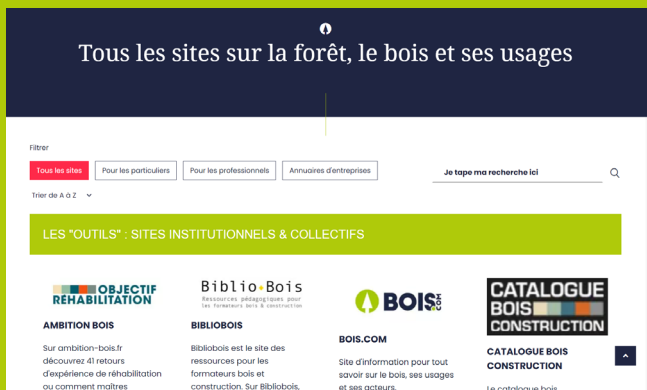 Tous les sites sur la forêt, le bois et ses usages
Filtrer
Tous les sites
Pour les particuliers
Pour les professionnels
Annuaires d'entreprises
Je tape ma recherche ici
Trier de A à Z
LES "OUTILS" : SITES INSTITUTIONNELS & COLLECTIFS
OBJECTIF
RÉHABILITATION
AMBITION BOIS
Sur ambition-bois.fr
découvrez 41 retours
d'expérience de réhabilitation
ou comment maîtres
Biblio Bois
Ressources pédagogiques pour
les formateurs bois & construction
BIBLIOBOIS
Bibliobois est le site des
ressources pour les
formateurs bois et
construction. Sur Bibliobois,
BOIS.COM
BOIS.COM
Site d'information pour tout
savoir sur le bois, ses usages
et ses acteurs.
CATALOGUE
BOIS
CONSTRUCTION
CATALOGUE BOIS
CONSTRUCTION
Le catalogue bois